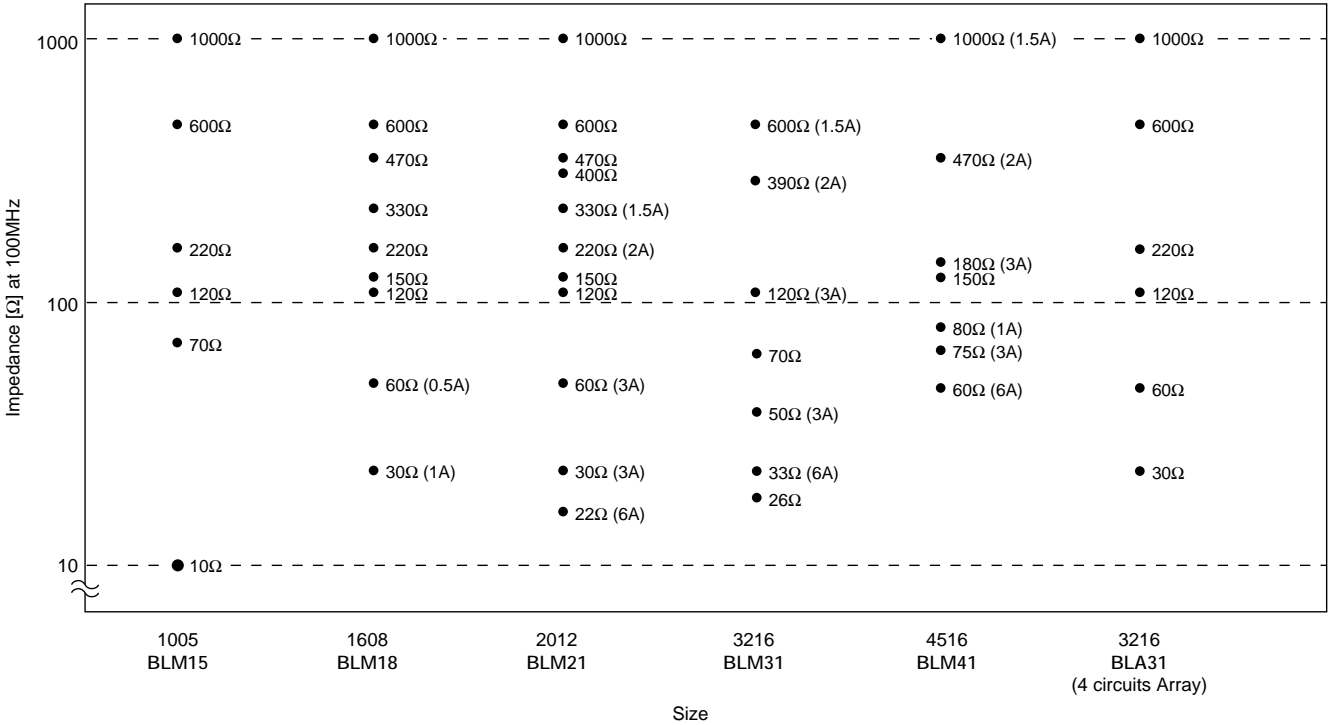 Impedance [Ω] at 100MHz
1000
100
10
1000Ω
600Ω
220Ω
120Ω
70Ω
10Ω
1000Ω
600Ω
470Ω
330Ω
220Ω
150Ω
120Ω
60Ω (0.5A)
30Ω (1A)
1000Ω
600Ω
470Ω
400Ω
330Ω (1.5A)
220Ω (2A)
150Ω
120Ω
60Ω (3A)
30Ω (3A)
22Ω (6A)
600Ω (1.5A)
390Ω (2A)
120Ω (3A)
70Ω
50Ω (3A)
33Ω (6A)
26Ω
1000Ω (1.5A)
470Ω (2A)
180Ω (3A)
150Ω
80Ω (1A)
75Ω (3A)
60Ω (6A)
1000Ω
600Ω
220Ω
120Ω
60Ω
30Ω
1005
BLM15
1608
BLM18
2012
BLM21
3216
BLM31
4516
BLM41
3216
BLA31
(4 circuits Array)
Size